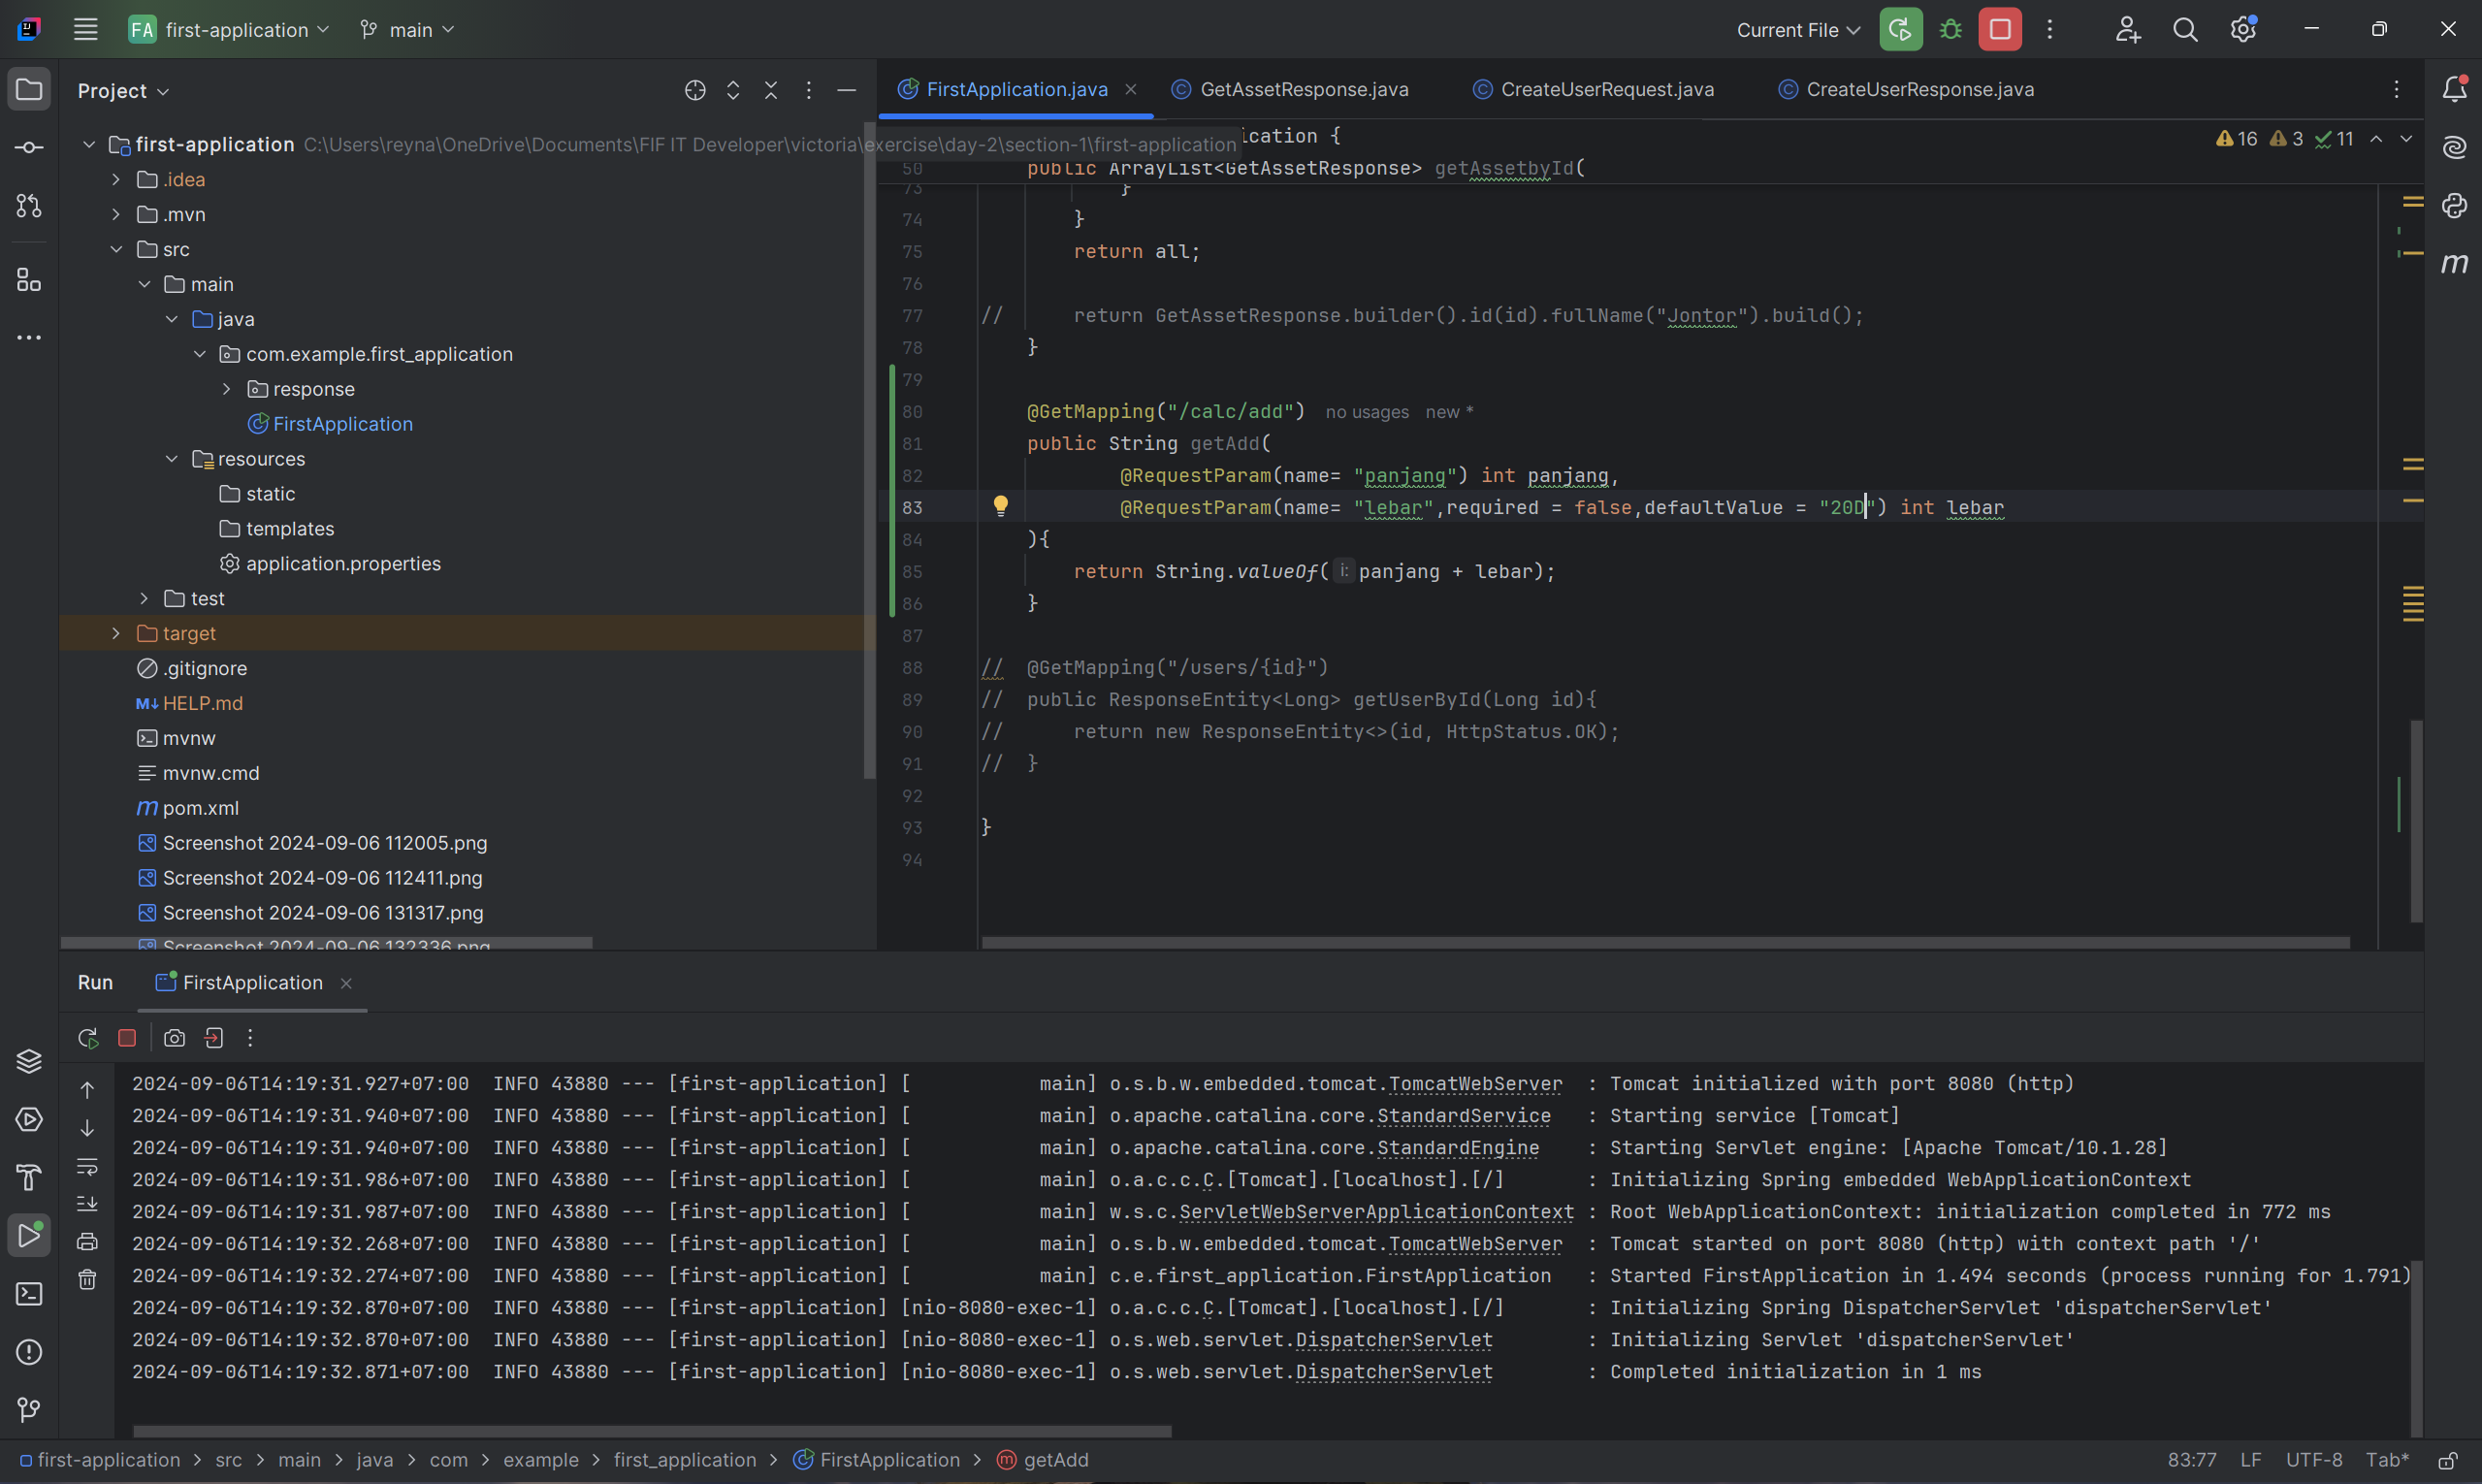 FA first-application main Current File
Project
FirstApplication.java GetAssetResponse.java CreateUserRequest.java CreateUserResponse.java
first-application C:\Users\reyna\OneDrive\Documents\FIF IT Developer\victoria\exercise\day-2\section-1\first-application
.idea
.mvn
src
main
java
com.example.first_application
response
FirstApplication
resources
static
templates
application.properties
test
target
.gitignore
HELP.md
mvnw
mvnw.cmd
pom.xml
Screenshot 2024-09-06 112005.png
Screenshot 2024-09-06 112411.png
Screenshot 2024-09-06 131317.png
Screenshot 2024-09-06 132336.png
ication {
16 3 11
50 public ArrayList<GetAssetResponse> getAssetbyId(
73 }
74 }
75 return all;
76
77 // return GetAssetResponse.builder().id(id).fullName("Jontor").build();
78 }
79
80 @GetMapping("/calc/add") no usages new *
81 public String getAdd(
82 @RequestParam(name= "panjang") int panjang,
83 @RequestParam(name= "lebar",required = false,defaultValue = "20D") int lebar
84 ){
85 return String.valueOf( i: panjang + lebar);
86 }
87
88 // @GetMapping("/users/{id}")
89 // public ResponseEntity<Long> getUserById(Long id){
90 // return new ResponseEntity<>(id, HttpStatus.OK);
91 // }
92
93 }
94
Run FirstApplication
2024-09-06T14:19:31.927+07:00 INFO 43880 --- [first-application] [ main] o.s.b.w.embedded.tomcat.TomcatWebServer : Tomcat initialized with port 8080 (http)
2024-09-06T14:19:31.940+07:00 INFO 43880 --- [first-application] [ main] o.apache.catalina.core.StandardService : Starting service [Tomcat]
2024-09-06T14:19:31.940+07:00 INFO 43880 --- [first-application] [ main] o.apache.catalina.core.StandardEngine : Starting Servlet engine: [Apache Tomcat/10.1.28]
2024-09-06T14:19:31.986+07:00 INFO 43880 --- [first-application] [ main] o.a.c.c.C.[Tomcat].[localhost].[/] : Initializing Spring embedded WebApplicationContext
2024-09-06T14:19:31.987+07:00 INFO 43880 --- [first-application] [ main] w.s.c.ServletWebServerApplicationContext : Root WebApplicationContext: initialization completed in 772 ms
2024-09-06T14:19:32.268+07:00 INFO 43880 --- [first-application] [ main] o.s.b.w.embedded.tomcat.TomcatWebServer : Tomcat started on port 8080 (http) with context path '/'
2024-09-06T14:19:32.274+07:00 INFO 43880 --- [first-application] [ main] c.e.first_application.FirstApplication : Started FirstApplication in 1.494 seconds (process running for 1.791)
2024-09-06T14:19:32.870+07:00 INFO 43880 --- [first-application] [nio-8080-exec-1] o.a.c.c.C.[Tomcat].[localhost].[/] : Initializing Spring DispatcherServlet 'dispatcherServlet'
2024-09-06T14:19:32.870+07:00 INFO 43880 --- [first-application] [nio-8080-exec-1] o.s.web.servlet.DispatcherServlet : Initializing Servlet 'dispatcherServlet'
2024-09-06T14:19:32.871+07:00 INFO 43880 --- [first-application] [nio-8080-exec-1] o.s.web.servlet.DispatcherServlet : Completed initialization in 1 ms
first-application > src > main > java > com > example > first_application > FirstApplication > getAdd 83:77 LF UTF-8 Tab*